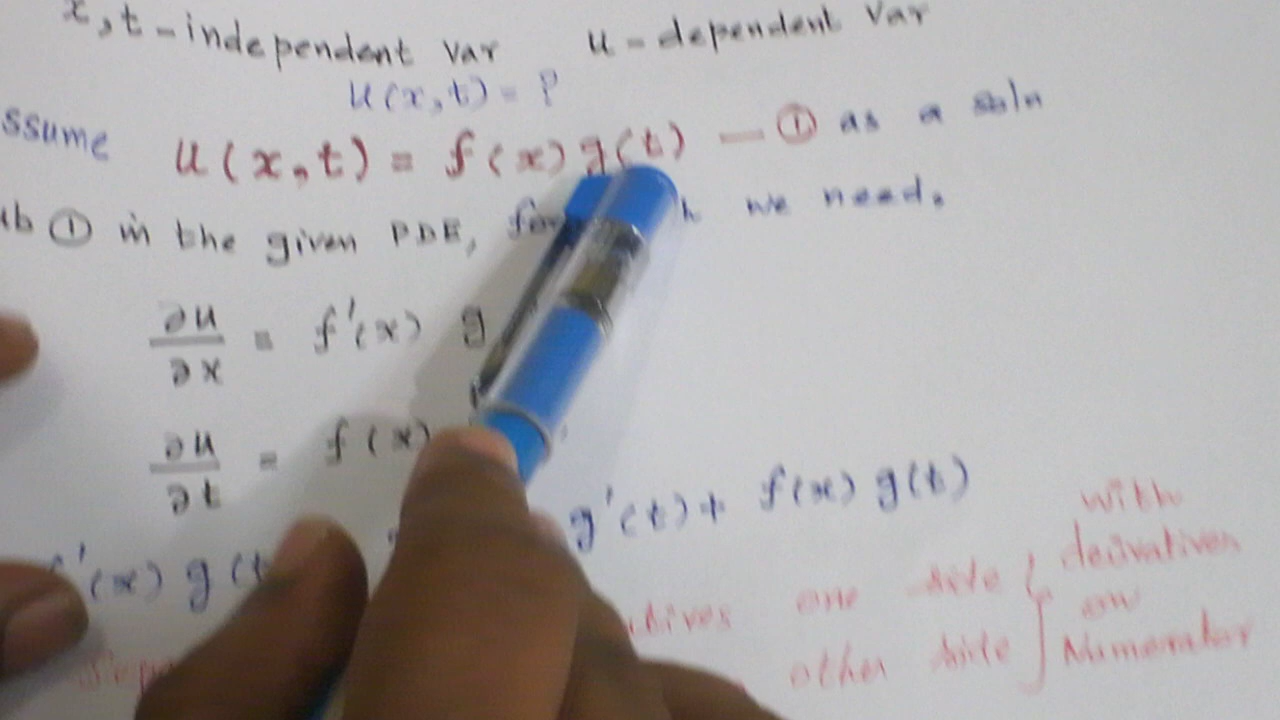 x, t - independent var u - dependent var
u(x,t) = ?
ssume u(x,t) = f(x) g(t) — ① as a soln
ub ① in the given PDE, we need.
∂u/∂x = f'(x) g
∂u/∂t = f(x)
'(x) g(t g'(t) + f(x) g(t)
with
atives one side { derivatives
on
other side } Numerator